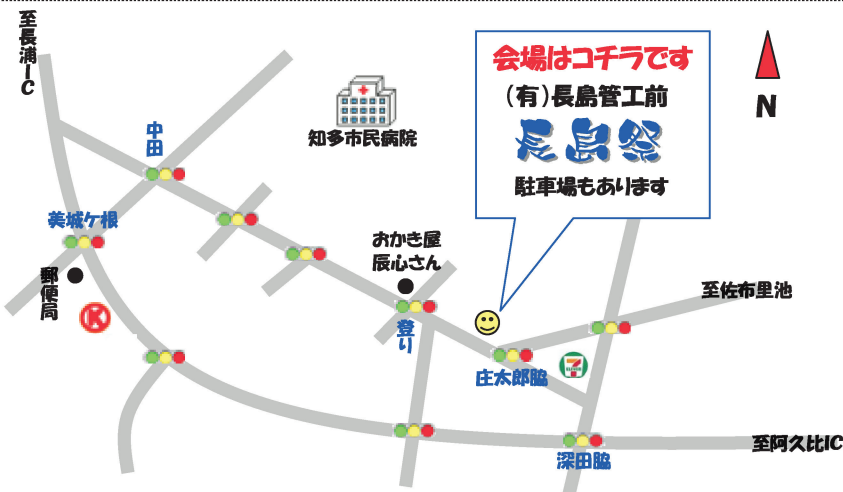 至長浦IC
会場はコチラです
(有)長島管工前
長島祭
駐車場もあります
N
中田
知多市民病院
美城ケ根
おかき屋
辰心さん
郵便局
K
登り
至佐布里池
庄太郎脇
7
ELEVEN
至阿久比IC
深田脇